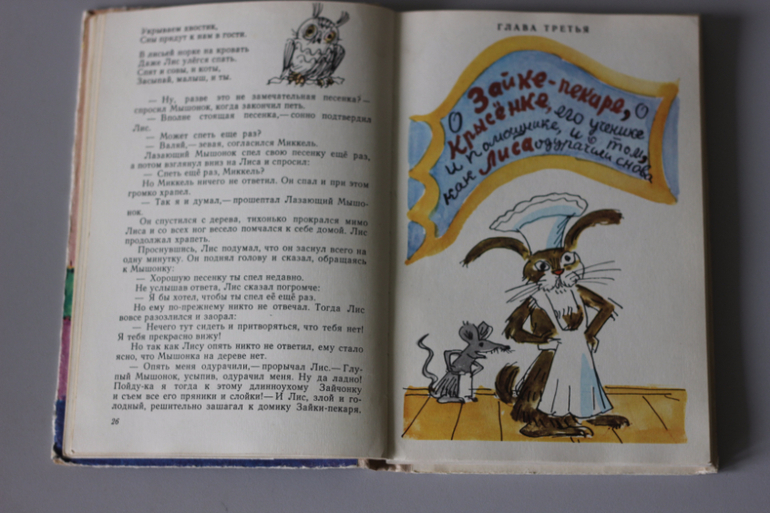 Укрываем хвостик,
Сны придут к нам в гости.
В лисьей норке на кровать
Даже Лис улёгся спать.
Спят и совы, и коты,
Засыпай, малыш, и ты.
— Ну, разве это не замечательная песенка? —
спросил Мышонок, когда закончил петь.
— Вполне стоящая песенка,— сонно подтвердил
Лис.
— Может спеть еще раз?
— Валяй,— зевая, согласился Миккель.
Лазающий Мышонок спел свою песенку ещё раз,
а потом взглянул вниз на Лиса и спросил:
— Спеть ещё раз, Миккель?
Но Миккель ничего не ответил. Он спал и при этом
громко храпел.
— Так я и думал,— прошептал Лазающий Мышо-
нок.
Он спустился с дерева, тихонько прокрался мимо
Лиса и со всех ног весело помчался к себе домой. Лис
продолжал храпеть.
Проснувшись, Лис подумал, что он заснул всего на
одну минутку. Он поднял голову и сказал, обращаясь
к Мышонку:
— Хорошую песенку ты спел недавно.
Не услышав ответа, Лис сказал погромче:
— Я бы хотел, чтобы ты спел её ещё раз.
Но ему по-прежнему никто не отвечал. Тогда Лис
вовсе разозлился и заорал:
— Нечего тут сидеть и притворяться, что тебя нет!
Я тебя прекрасно вижу!
Но так как Лису опять никто не ответил, ему стало
ясно, что Мышонка на дереве нет.
— Опять меня одурачили,— прорычал Лис.— Глу-
пый Мышонок, усыпив, одурачил меня. Ну да ладно!
Пойду-ка я тогда к этому длинноухому Зайчонку
и съем все его пряники и слойки!— И Лис, злой и го-
лодный, решительно зашагал к домику Зайки-пекаря.
26
ГЛАВА ТРЕТЬЯ
О Зайке-пекаре, о
Крысёнке, его ученике
и помощнике, и о том,
как Лиса одурачили снова